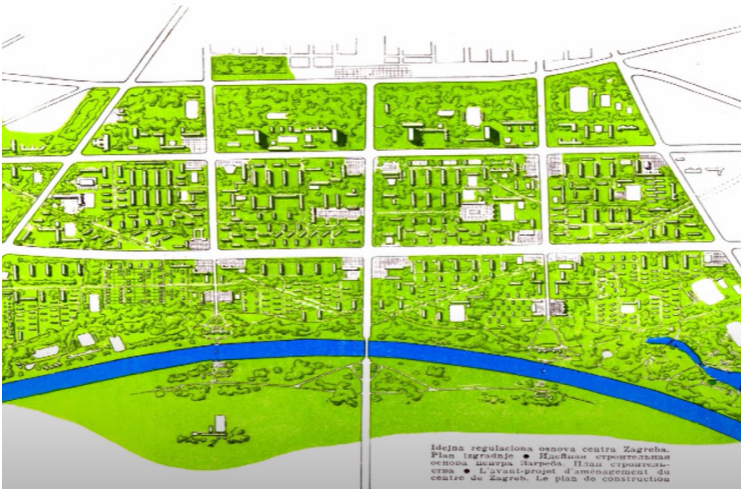 Idejna regulaciona osnova centra Zagreba.
Plan izgradnje ● Идейная строительная
основа центра Загреба. План строитель-
ства ● L'avant-projet d'aménagement du
centre de Zagreb. Le plan de construction